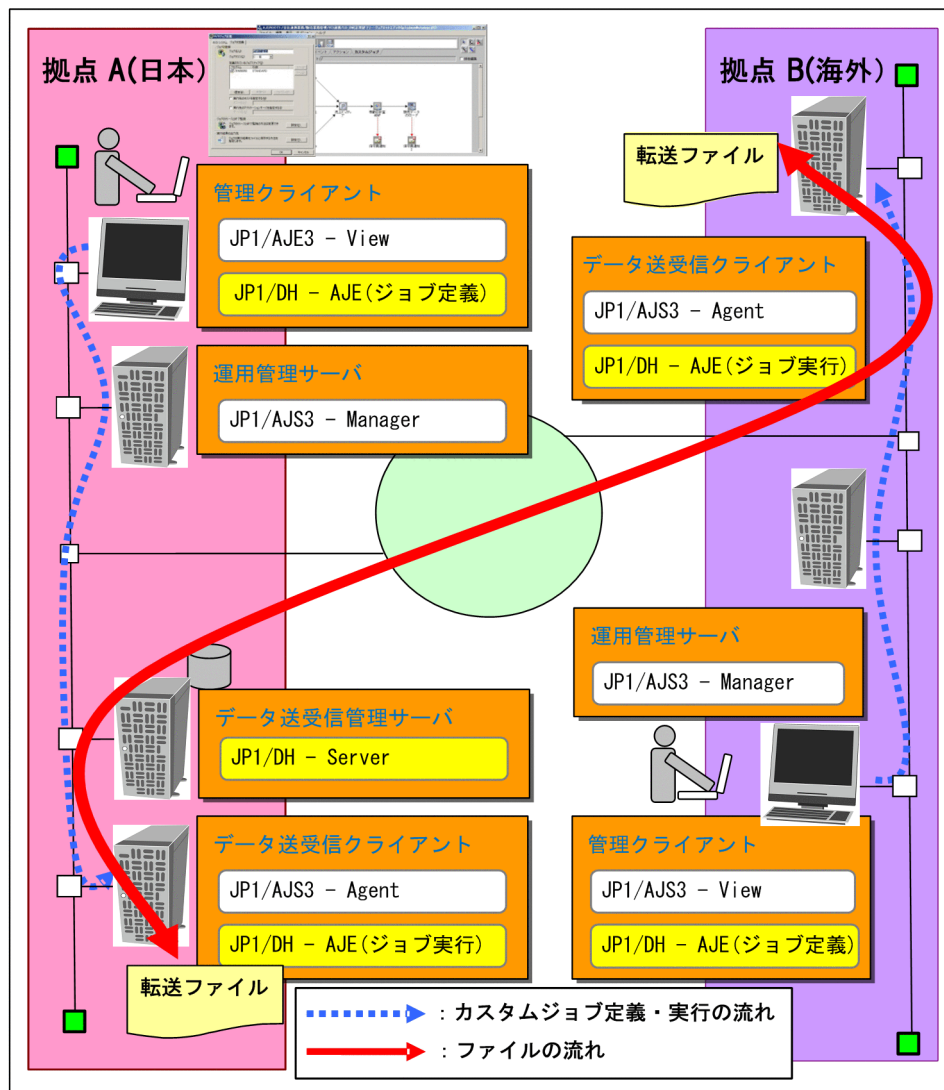 拠点 A(日本)
拠点 B(海外)
転送ファイル
管理クライアント
JP1/AJE3 − View
JP1/DH − AJE(ジョブ定義)
データ送受信クライアント
JP1/AJS3 − Agent
JP1/DH − AJE(ジョブ実行)
運用管理サーバ
JP1/AJS3 − Manager
運用管理サーバ
JP1/AJS3 − Manager
データ送受信管理サーバ
JP1/DH − Server
データ送受信クライアント
JP1/AJS3 − Agent
JP1/DH − AJE(ジョブ実行)
管理クライアント
JP1/AJS3 − View
JP1/DH − AJE(ジョブ定義)
転送ファイル
：カスタムジョブ定義・実行の流れ
：ファイルの流れ